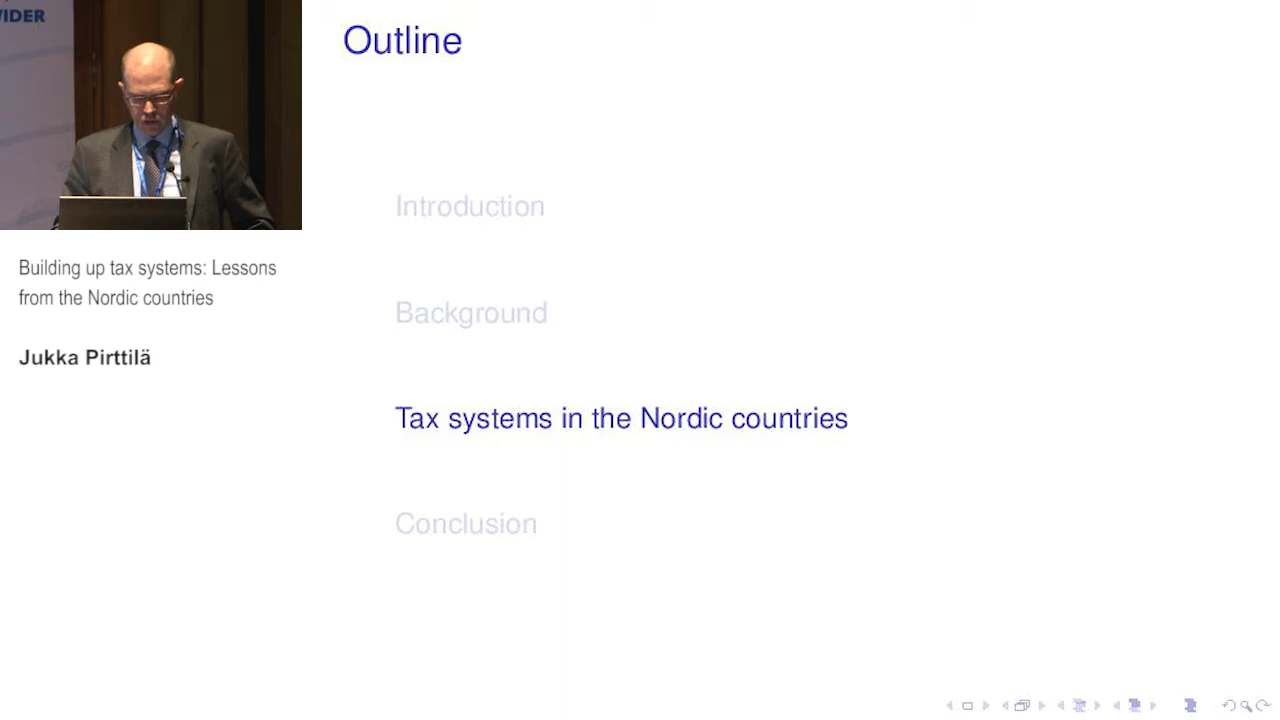 WIDER
Outline
Introduction
Background
Tax systems in the Nordic countries
Conclusion
Building up tax systems: Lessons
from the Nordic countries
Jukka Pirttilä